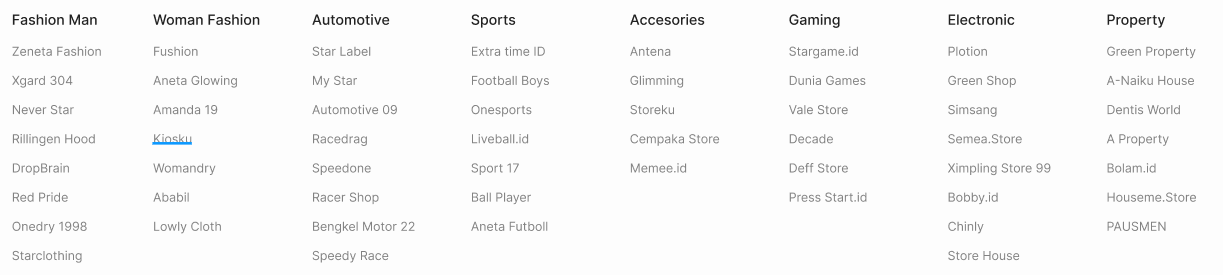 Fashion Man Woman Fashion Automotive Sports Accesories Gaming Electronic Property
Zeneta Fashion Fushion Star Label Extra time ID Antena Stargame.id Plotion Green Property
Xgard 304 Aneta Glowing My Star Football Boys Glimming Dunia Games Green Shop A-Naiku House
Never Star Amanda 19 Automotive 09 Onesports Storeku Vale Store Simsang Dentis World
Rillingen Hood Kiosku Racedrag Liveball.id Cempaka Store Decade Semea.Store A Property
DropBrain Womandry Speedone Sport 17 Memee.id Deff Store Ximpling Store 99 Bolam.id
Red Pride Ababil Racer Shop Ball Player Press Start.id Bobby.id Houseme.Store
Onedry 1998 Lowly Cloth Bengkel Motor 22 Aneta Futboll Chinly PAUSMEN
Starclothing Speedy Race Store House